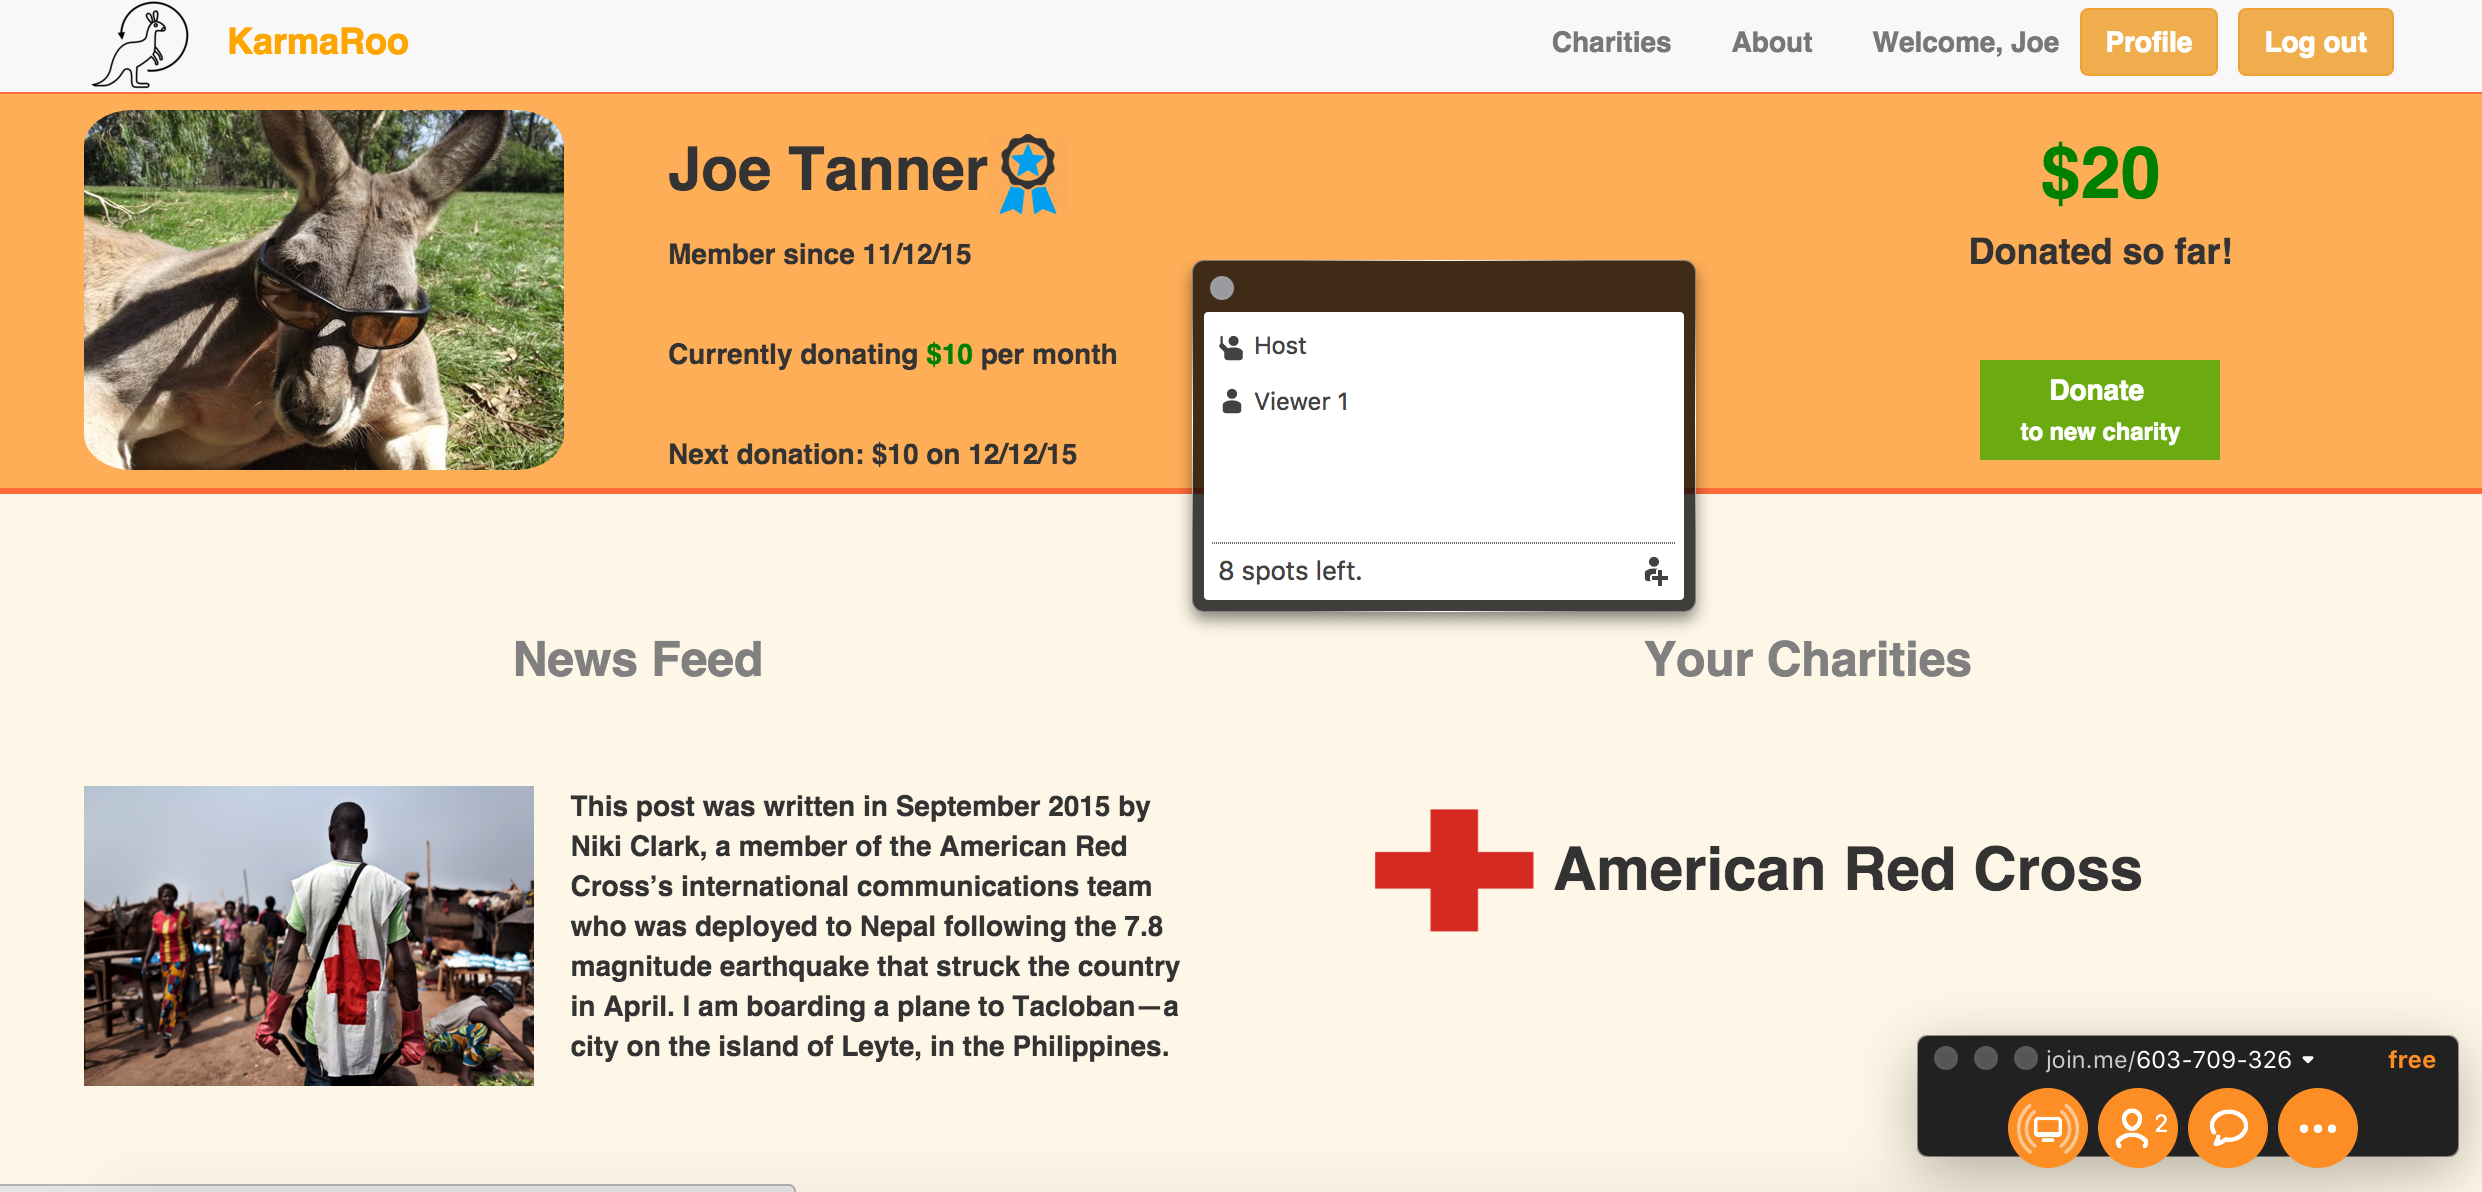 KarmaRoo
Charities
About
Welcome, Joe
Profile
Log out
Joe Tanner
Member since 11/12/15
Currently donating $10 per month
Next donation: $10 on 12/12/15
$20
Donated so far!
Donate
to new charity
Host
Viewer 1
8 spots left.
News Feed
This post was written in September 2015 by
Niki Clark, a member of the American Red
Cross’s international communications team
who was deployed to Nepal following the 7.8
magnitude earthquake that struck the country
in April. I am boarding a plane to Tacloban—a
city on the island of Leyte, in the Philippines.
Your Charities
American Red Cross
join.me/603-709-326
free
2